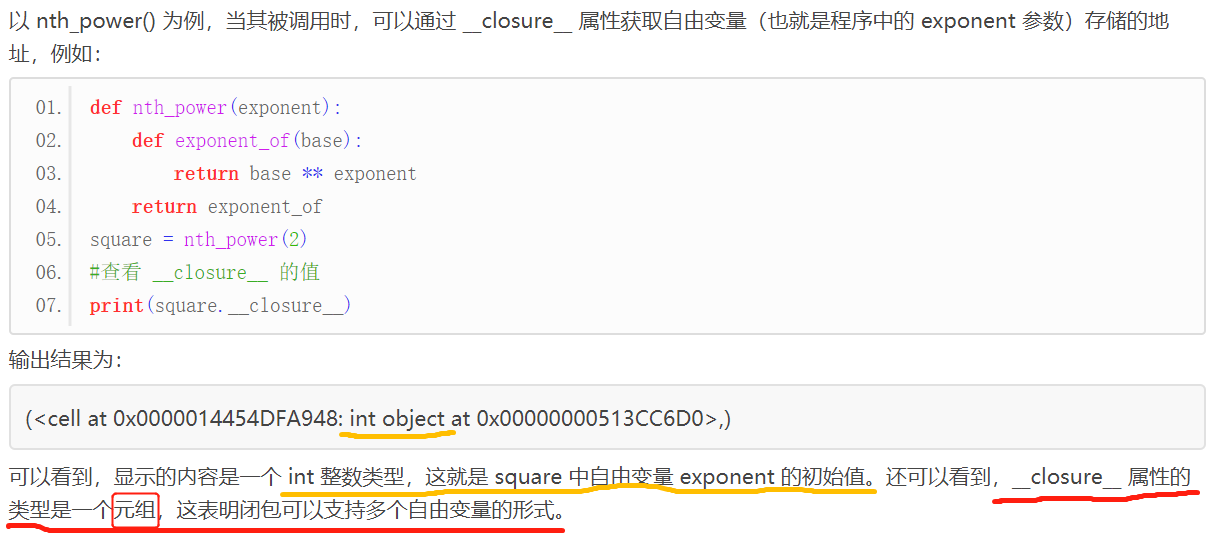 以 nth_power() 为例，当其被调用时，可以通过 __closure__ 属性获取自由变量（也就是程序中的 exponent 参数）存储的地
址，例如：
01. def nth_power(exponent):
02.     def exponent_of(base):
03.         return base ** exponent
04.     return exponent_of
05. square = nth_power(2)
06. #查看 __closure__ 的值
07. print(square.__closure__)
输出结果为：
(<cell at 0x0000014454DFA948: int object at 0x00000000513CC6D0>,)
可以看到，显示的内容是一个 int 整数类型，这就是 square 中自由变量 exponent 的初始值。还可以看到，__closure__ 属性的
类型是一个元组，这表明闭包可以支持多个自由变量的形式。